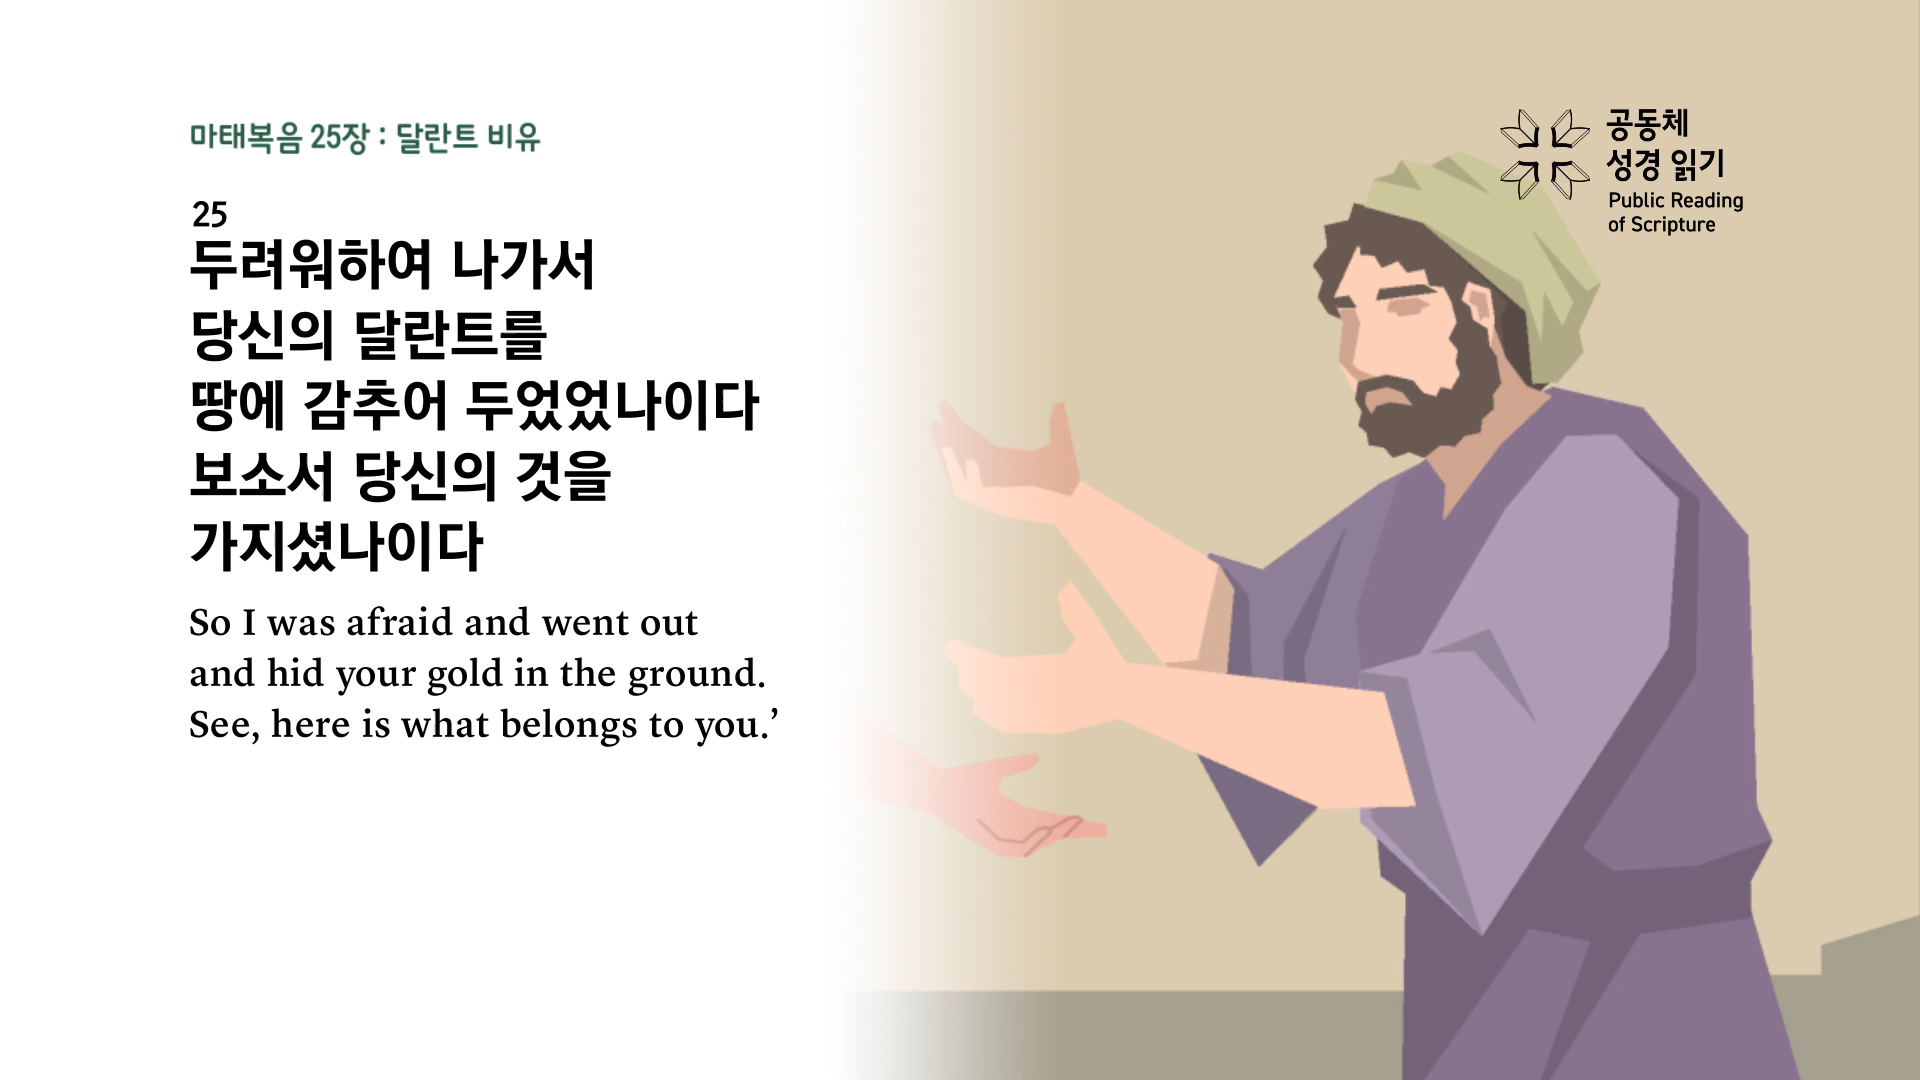 마태복음 25장 : 달란트 비유
25
두려워하여 나가서
당신의 달란트를
땅에 감추어 두었었나이다
보소서 당신의 것을
가지셨나이다
So I was afraid and went out
and hid your gold in the ground.
See, here is what belongs to you.’
공동체
성경 읽기
Public Reading
of Scripture